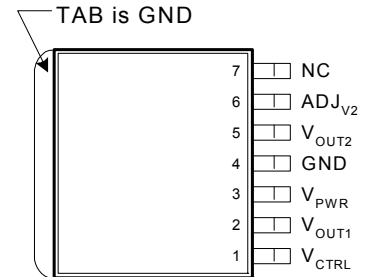 TAB is GND
7 NC
6 ADJV2
5 VOUT2
4 GND
3 VPWR
2 VOUT1
1 VCTRL